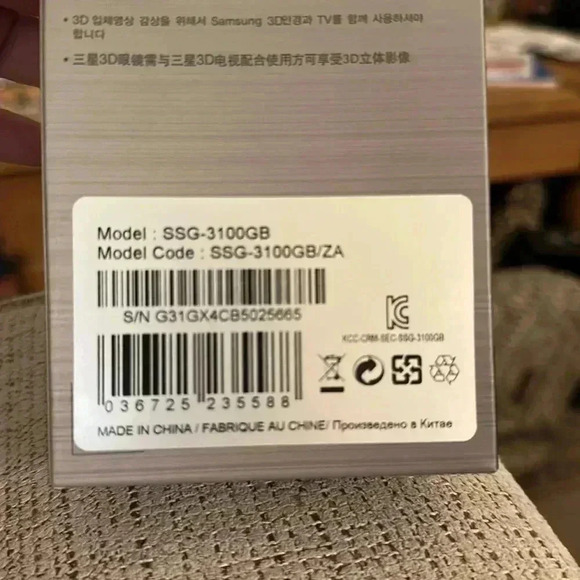 • 3D 입체영상 감상을 위해서 Samsung 3D안경과 TV를 함께 사용하셔야
합니다
• 三星3D眼镜需与三星3D电视配合使用方可享受3D立体影像
Model : SSG-3100GB
Model Code : SSG-3100GB/ZA
S/N G31GX4CB5025665
KCC-CRM-SEC-SSG-3100GB
036725 235588
MADE IN CHINA / FABRIQUE AU CHINE/ Произведено в Китае